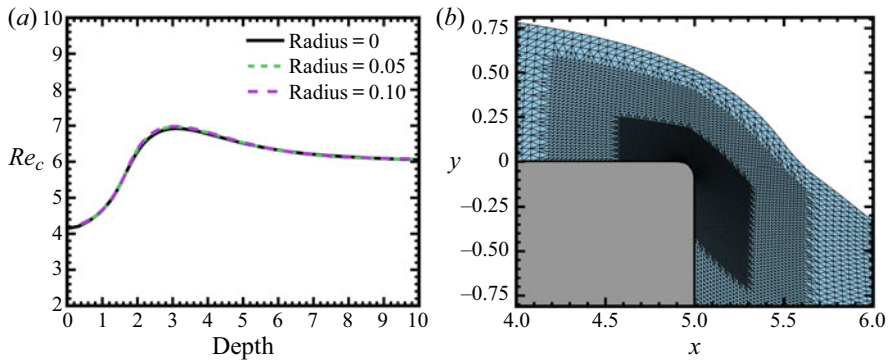 (a)
10
9
8
7
6
5
4
3
2
Re_c
0 1 2 3 4 5 6 7 8 9 10
Depth
Radius = 0
Radius = 0.05
Radius = 0.10
(b)
0.75
0.50
0.25
0
−0.25
−0.50
−0.75
y
4.0 4.5 5.0 5.5 6.0
x